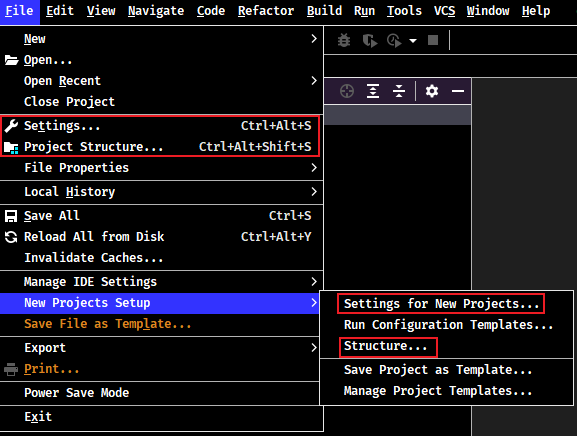 File Edit View Navigate Code Refactor Build Run Tools VCS Window Help
New
Open...
Open Recent
Close Project
Settings... Ctrl+Alt+S
Project Structure... Ctrl+Alt+Shift+S
File Properties
Local History
Save All Ctrl+S
Reload All from Disk Ctrl+Alt+Y
Invalidate Caches...
Manage IDE Settings
New Projects Setup
Save File as Template...
Export
Print...
Power Save Mode
Exit
Settings for New Projects...
Run Configuration Templates...
Structure...
Save Project as Template...
Manage Project Templates...